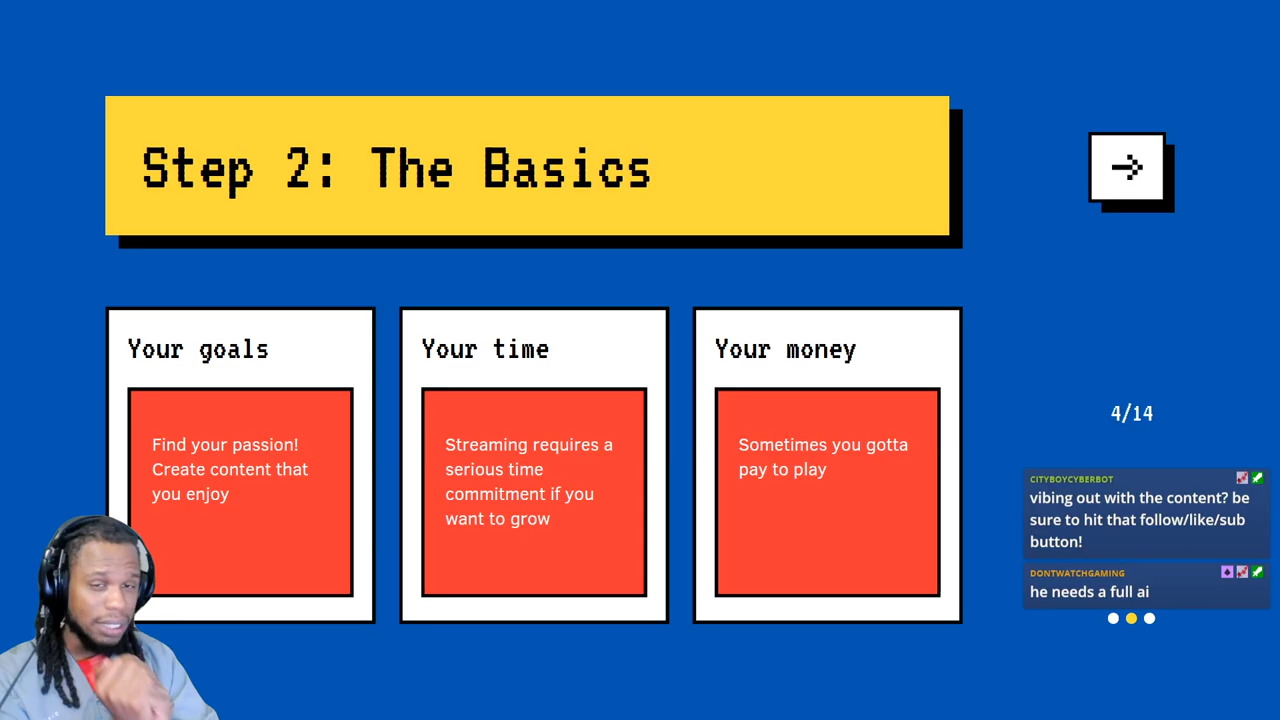 Step 2: The Basics
Your goals
Find your passion!
Create content that
you enjoy
Your time
Streaming requires a
serious time
commitment if you
want to grow
Your money
Sometimes you gotta
pay to play
4/14
CITYBOYCYBERBOT
vibing out with the content? be
sure to hit that follow/like/sub
button!
DONTWATCHGAMING
he needs a full ai